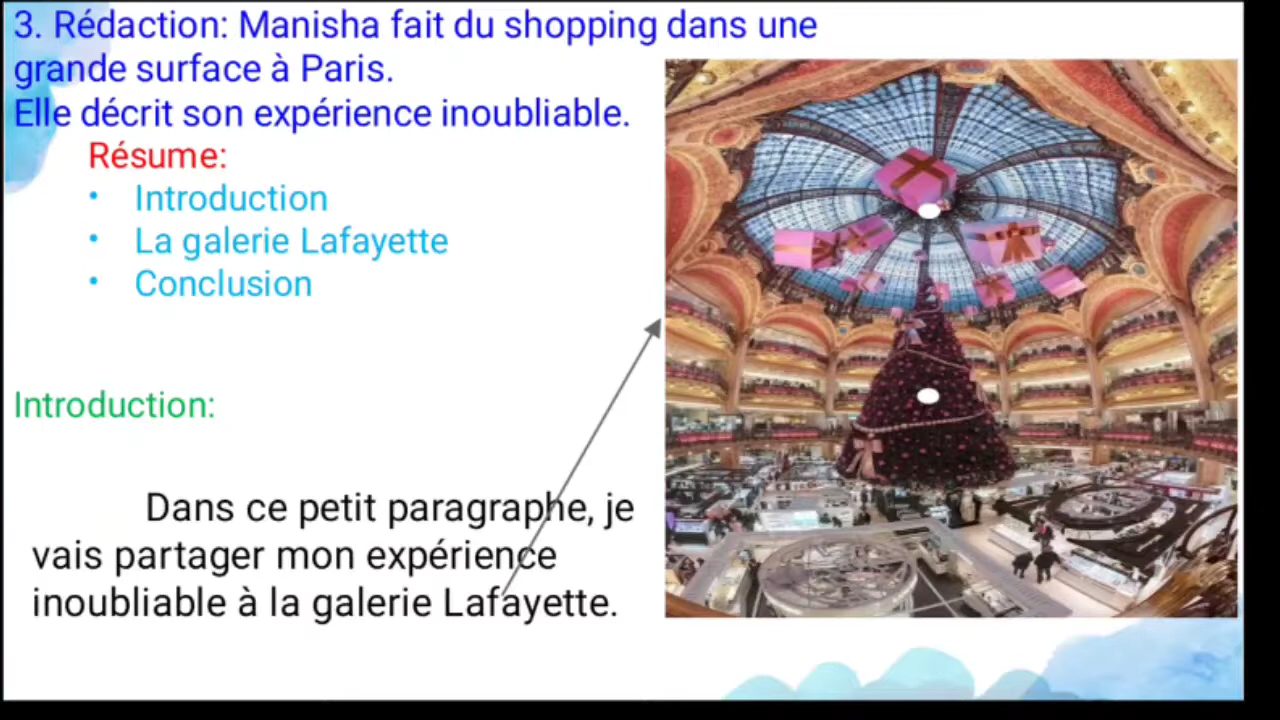 3. Rédaction: Manisha fait du shopping dans une
grande surface à Paris.
Elle décrit son expérience inoubliable.
Résume:
• Introduction
• La galerie Lafayette
• Conclusion
Introduction:
Dans ce petit paragraphe, je
vais partager mon expérience
inoubliable à la galerie Lafayette.